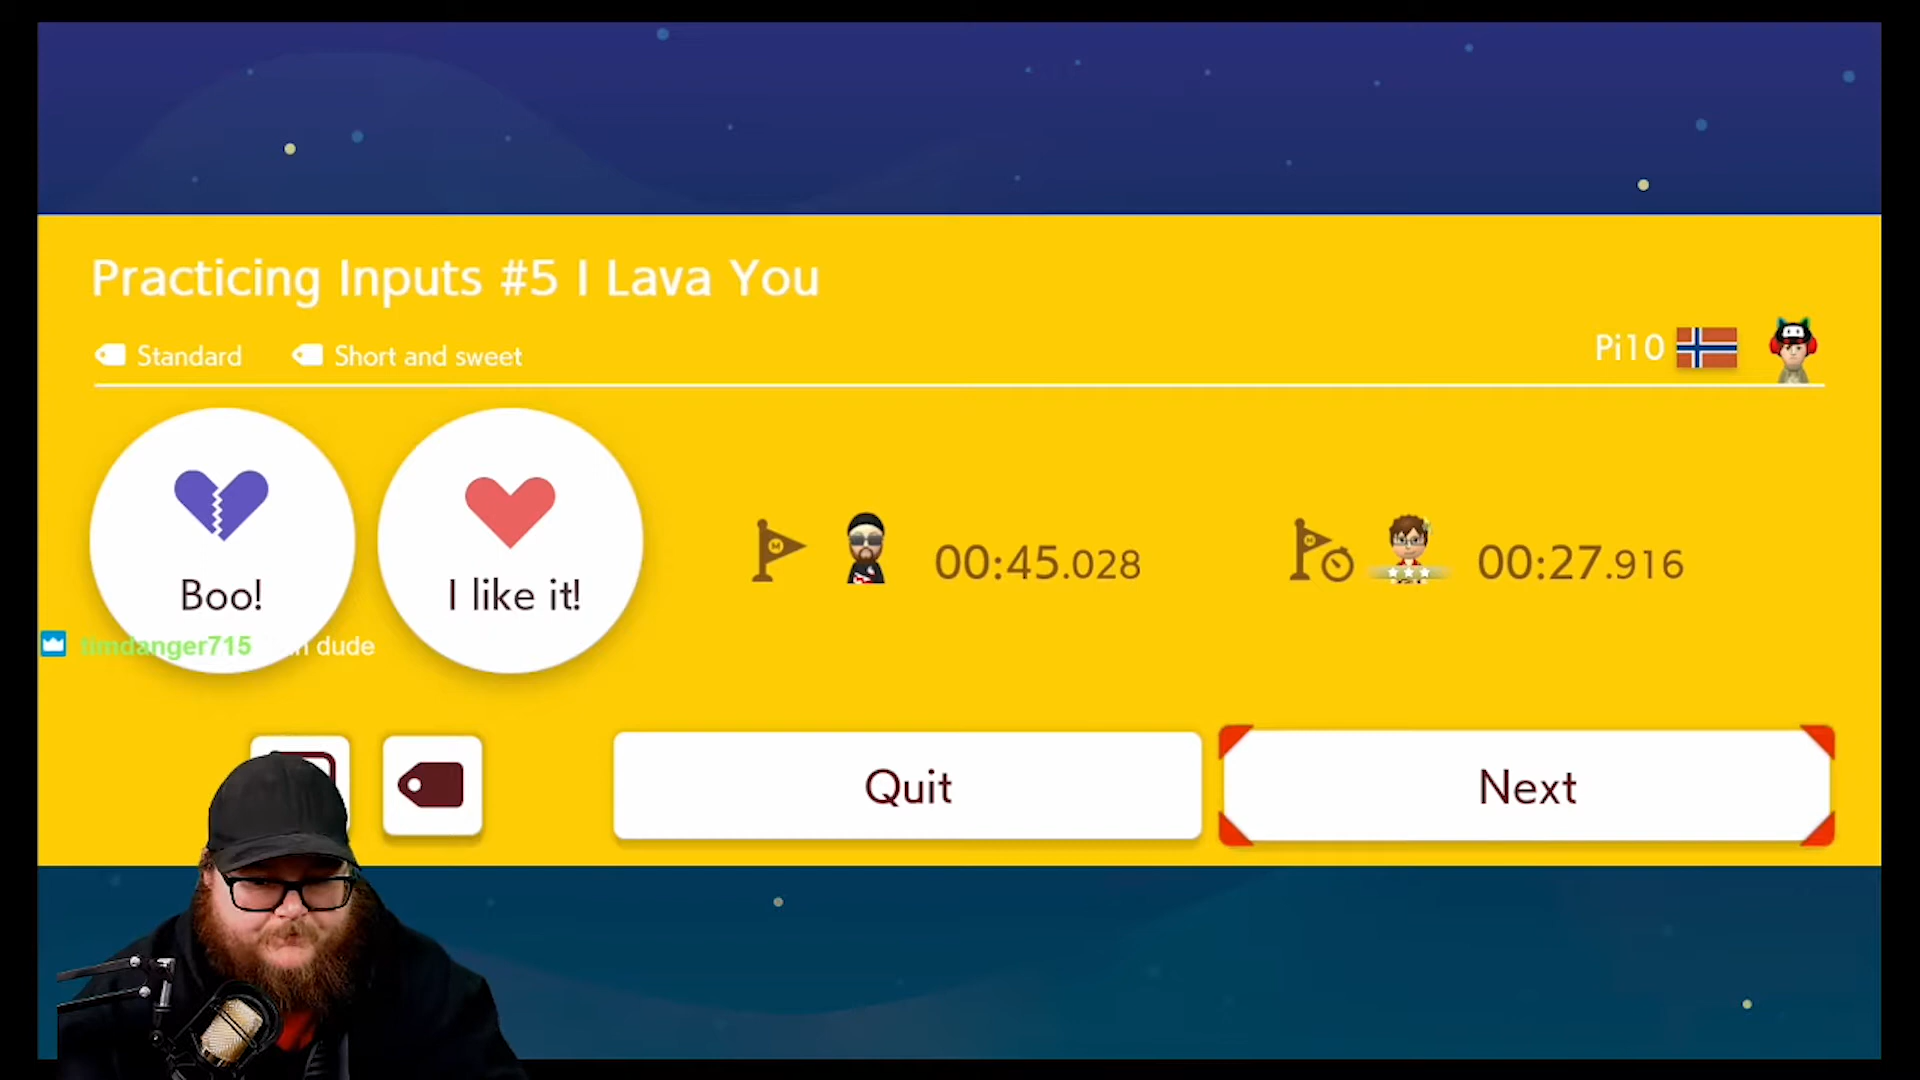 Practicing Inputs #5 I Lava You
Standard Short and sweet
Pi10
00:45.028 00:27.916
Boo! I like it!
timdanger715 dude
Quit Next